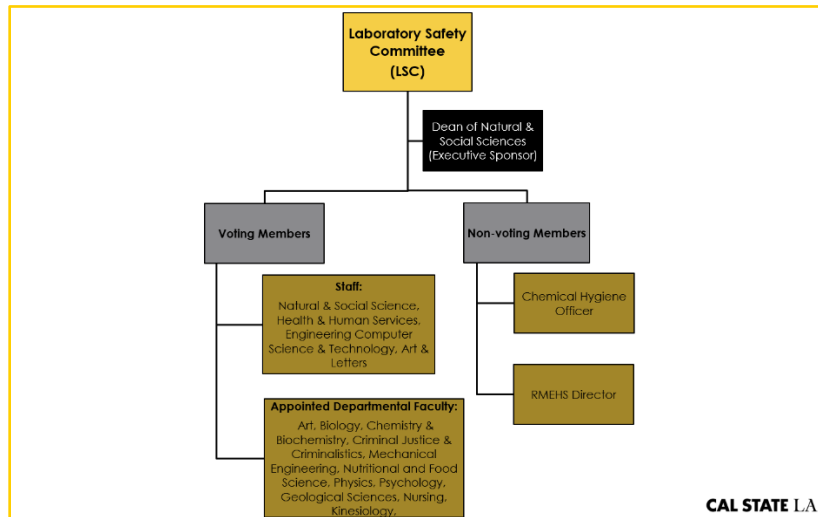 Laboratory Safety
Committee
(LSC)
Dean of Natural &
Social Sciences
(Executive Sponsor)
Voting Members
Non-voting Members
Staff:
Natural & Social Science,
Health & Human Services,
Engineering Computer
Science & Technology, Art &
Letters
Chemical Hygiene
Officer
RMEHS Director
Appointed Departmental Faculty:
Art, Biology, Chemistry &
Biochemistry, Criminal Justice &
Criminalistics, Mechanical
Engineering, Nutritional and Food
Science, Physics, Psychology,
Geological Sciences, Nursing,
Kinesiology.
CAL STATE LA